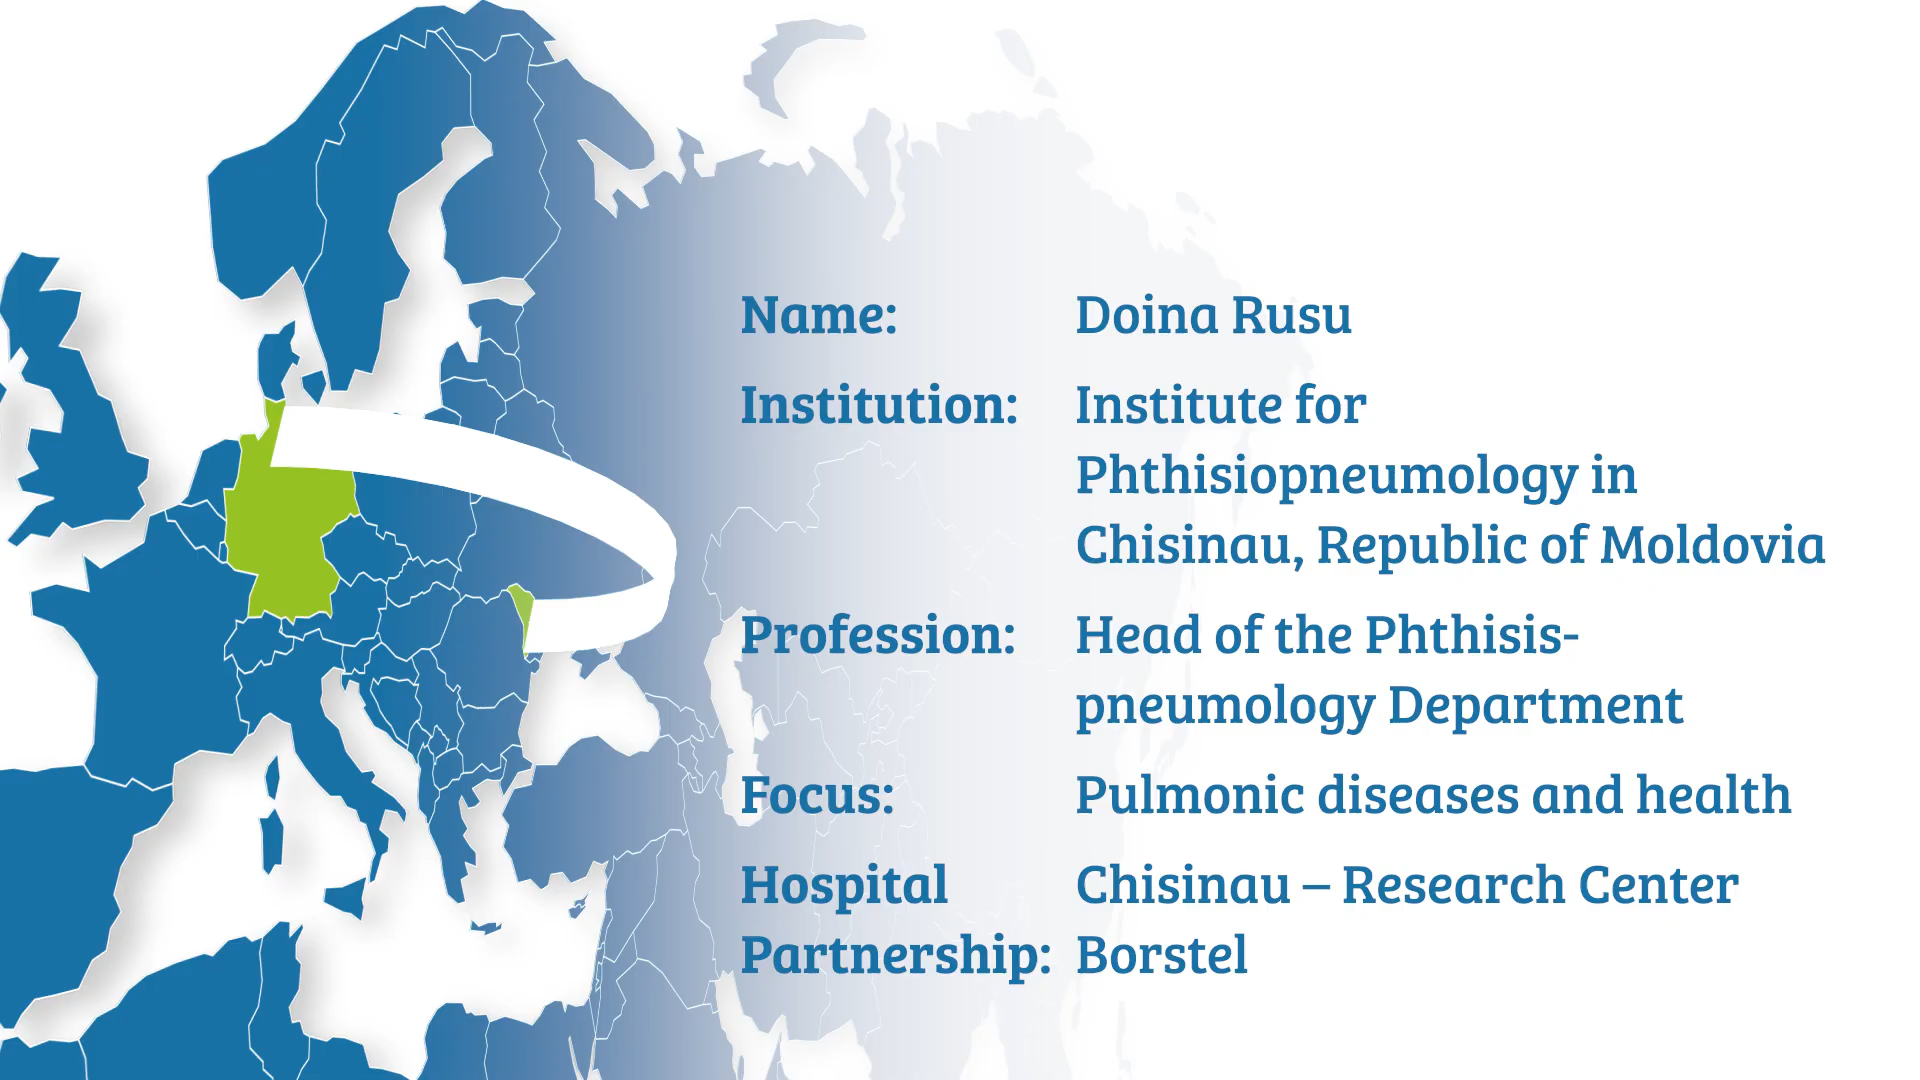 Name: Doina Rusu
Institution: Institute for
Phthisiopneumology in
Chisinau, Republic of Moldovia
Profession: Head of the Phthisis-
pneumology Department
Focus: Pulmonic diseases and health
Hospital Chisinau – Research Center
Partnership: Borstel